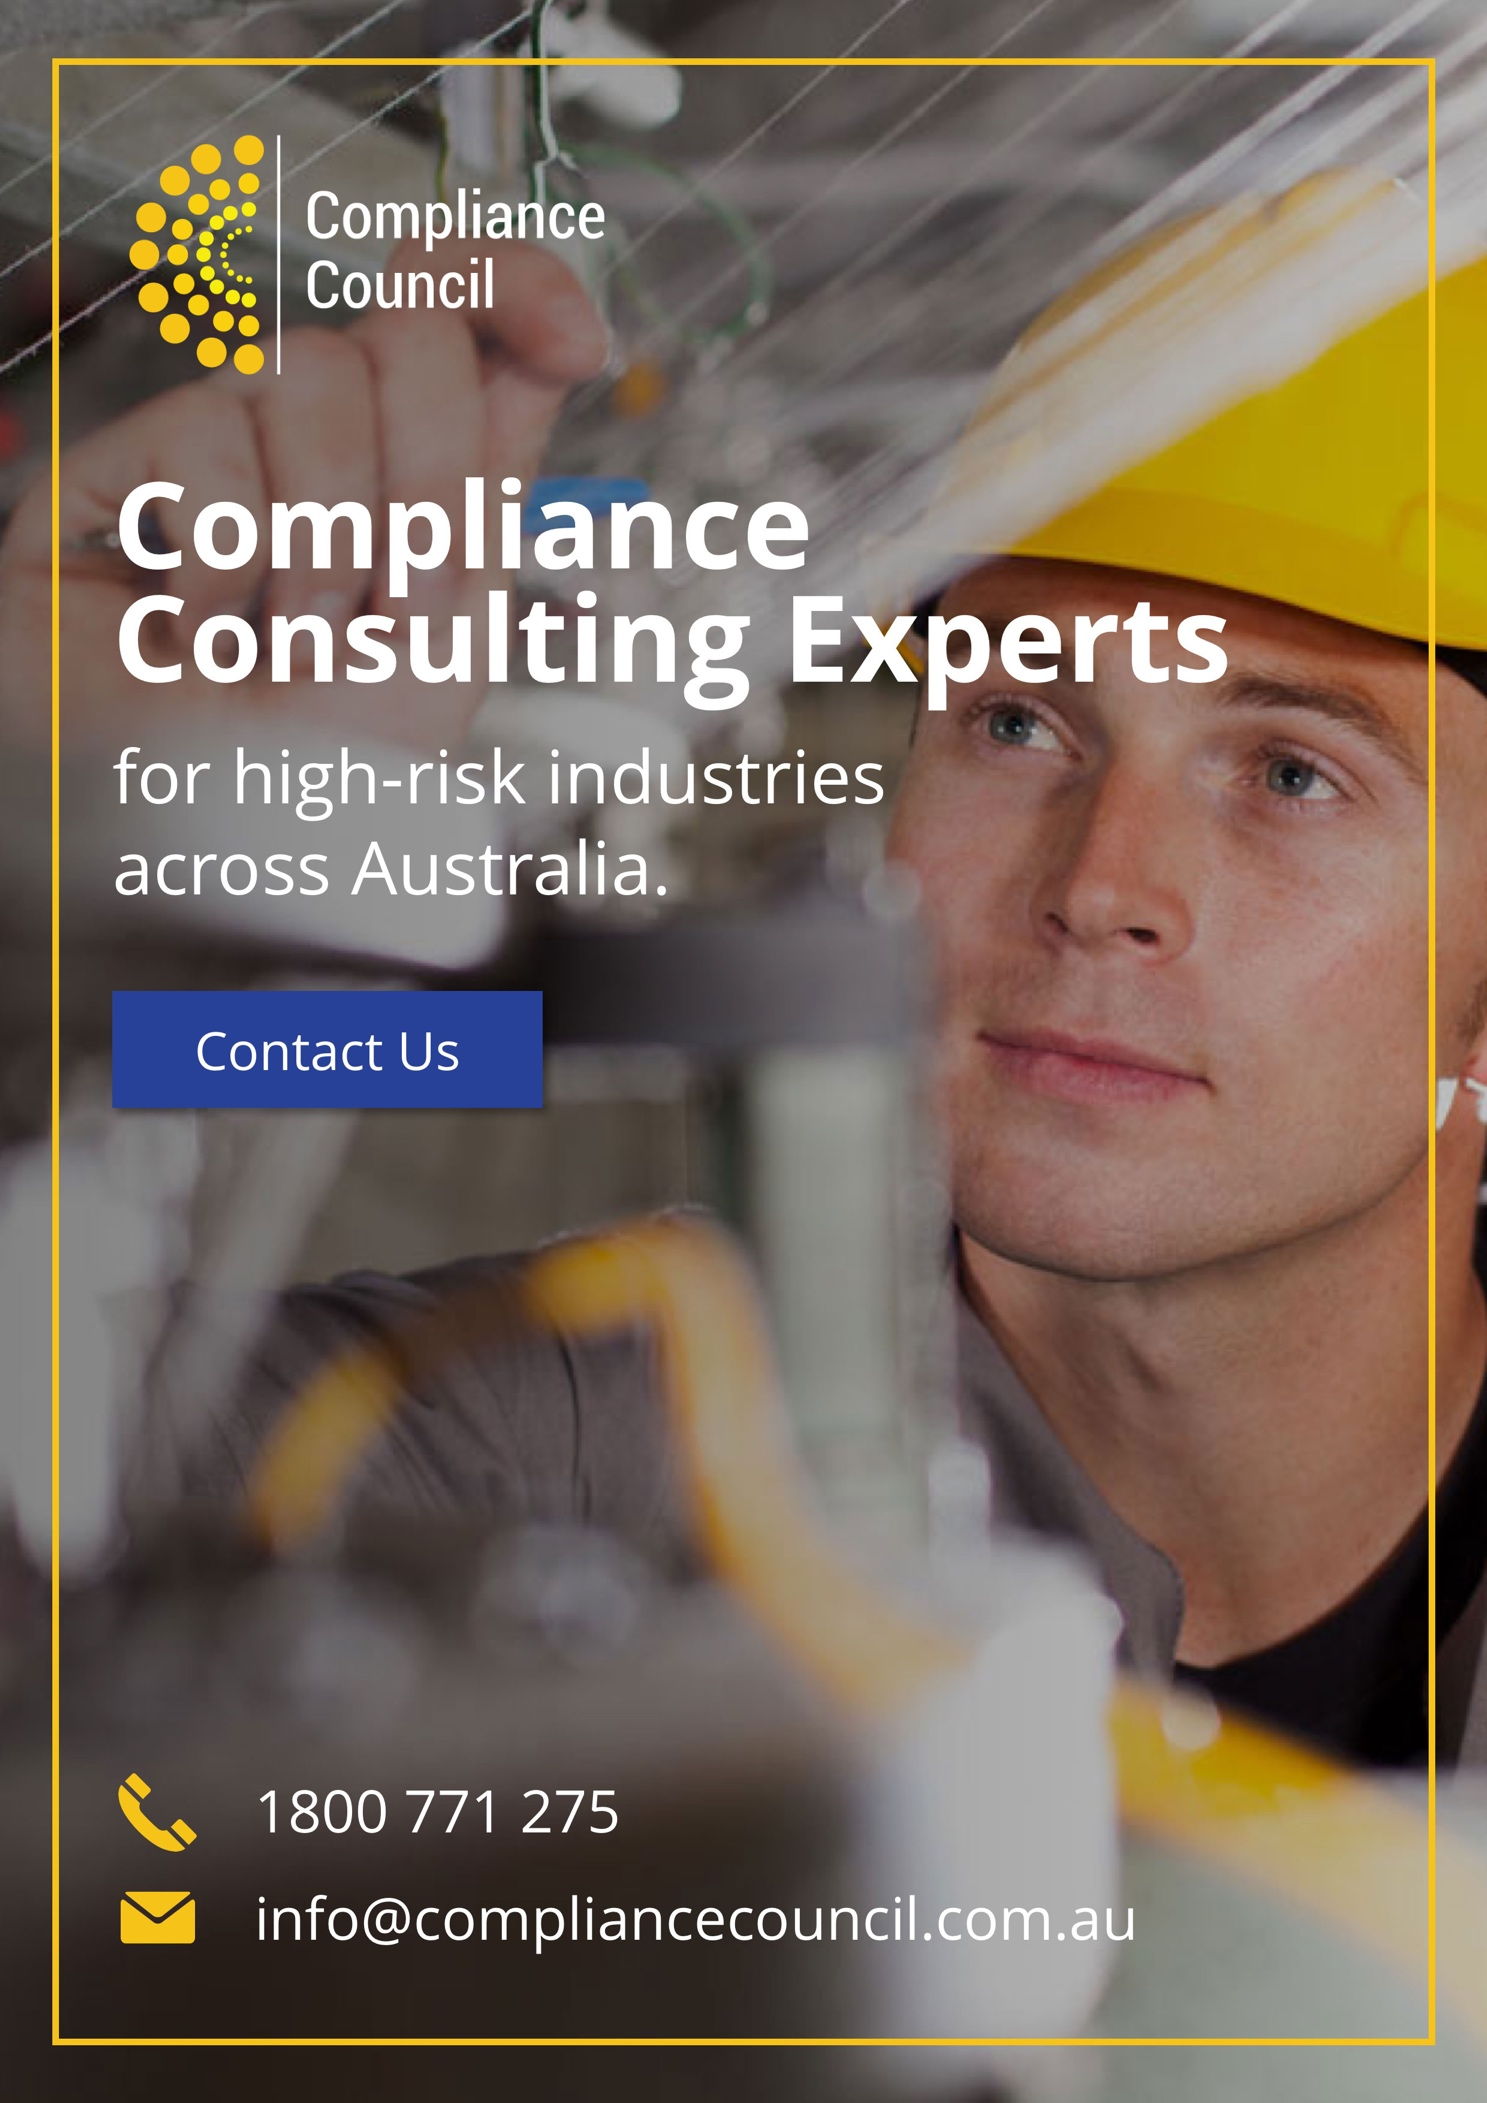 Compliance
Council
Compliance
Consulting Experts
for high-risk industries
across Australia.
Contact Us
1800 771 275
info@compliancecouncil.com.au